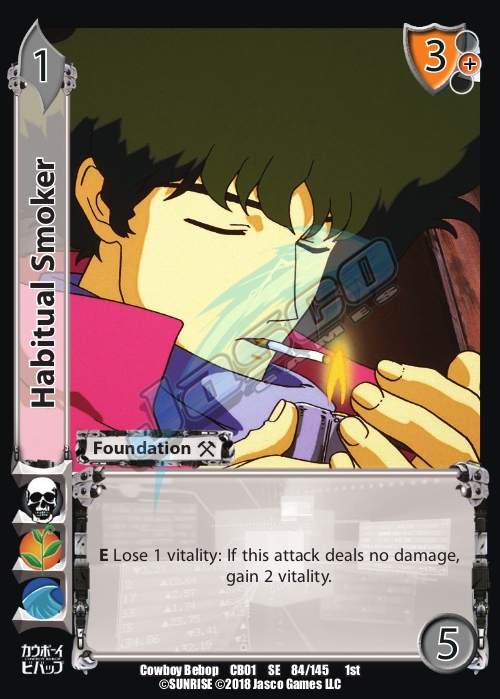 1
3
+
Habitual Smoker
JASCO
GAMES
Foundation
E Lose 1 vitality: If this attack deals no damage,
gain 2 vitality.
5
カウボーイ
ビバップ
Cowboy Bebop CB01 SE 84/145 1st
©SUNRISE ©2018 Jasco Games LLC